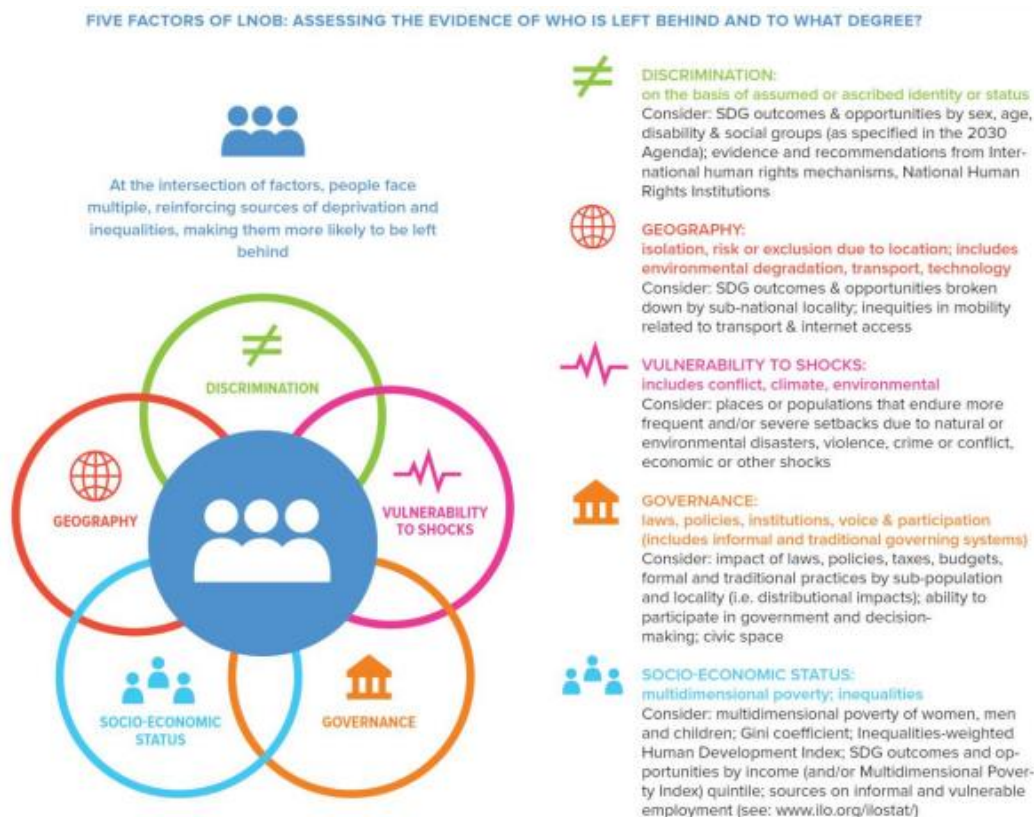 FIVE FACTORS OF LNOB: ASSESSING THE EVIDENCE OF WHO IS LEFT BEHIND AND TO WHAT DEGREE?
At the intersection of factors, people face
multiple, reinforcing sources of deprivation and
inequalities, making them more likely to be left
behind
DISCRIMINATION
GEOGRAPHY
VULNERABILITY
TO SHOCKS
SOCIO-ECONOMIC
STATUS
GOVERNANCE
DISCRIMINATION:
on the basis of assumed or ascribed identity or status
Consider: SDG outcomes & opportunities by sex, age,
disability & social groups (as specified in the 2030
Agenda); evidence and recommendations from Inter-
national human rights mechanisms, National Human
Rights Institutions
GEOGRAPHY:
isolation, risk or exclusion due to location; includes
environmental degradation, transport, technology
Consider: SDG outcomes & opportunities broken
down by sub-national locality; inequities in mobility
related to transport & internet access
VULNERABILITY TO SHOCKS:
includes conflict, climate, environmental
Consider: places or populations that endure more
frequent and/or severe setbacks due to natural or
environmental disasters, violence, crime or conflict,
economic or other shocks
GOVERNANCE:
laws, policies, institutions, voice & participation
(includes informal and traditional governing systems)
Consider: impact of laws, policies, taxes, budgets,
formal and traditional practices by sub-population
and locality (i.e. distributional impacts); ability to
participate in government and decision-
making; civic space
SOCIO-ECONOMIC STATUS:
multidimensional poverty; inequalities
Consider: multidimensional poverty of women, men
and children; Gini coefficient; Inequalities-weighted
Human Development Index; SDG outcomes and op-
portunities by income (and/or Multidimensional Pover-
ty Index) quintile; sources on informal and vulnerable
employment (see: www.ilo.org/ilostat/)